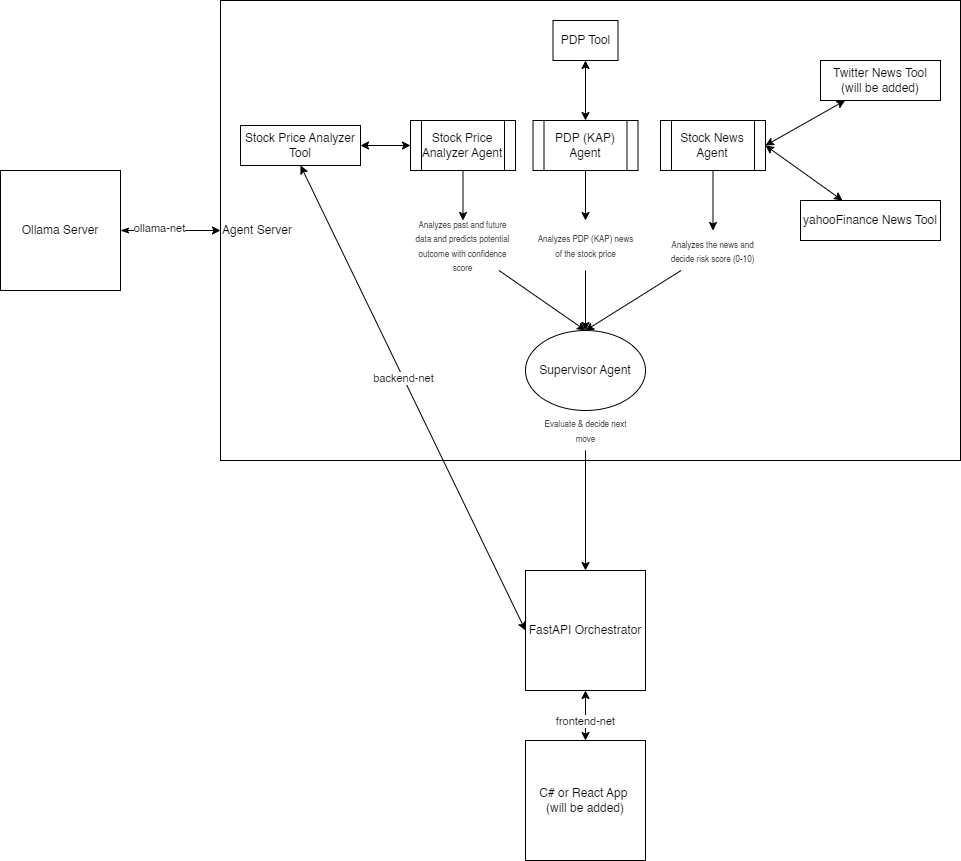 PDP Tool
Twitter News Tool
(will be added)
Stock Price Analyzer
Tool
Stock Price
Analyzer Agent
PDP (KAP)
Agent
Stock News
Agent
yahooFinance News Tool
Ollama Server
ollama-net
Agent Server
Analyzes past and future
data and predicts potential
outcome with confidence
score
Analyzes PDP (KAP) news
of the stock price
Analyzes the news and
decide risk score (0-10)
Supervisor Agent
backend-net
Evaluate & decide next
move
FastAPI Orchestrator
frontend-net
C# or React App
(will be added)